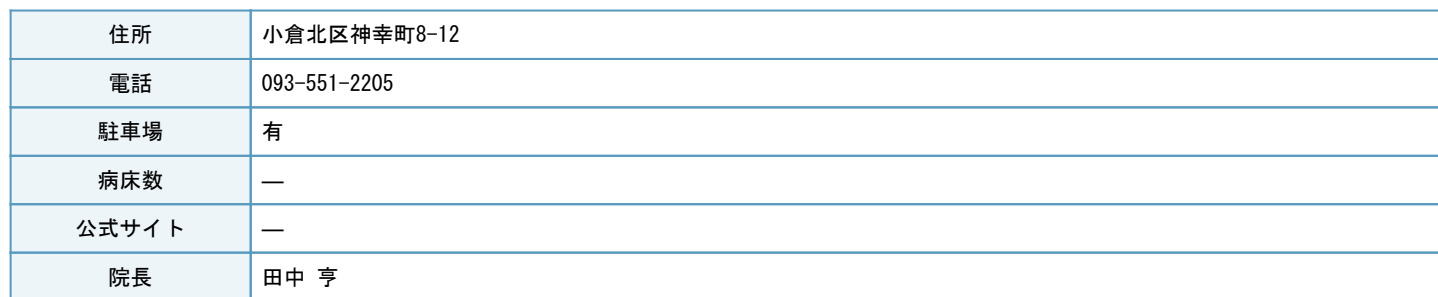 住所 小倉北区神幸町8-12
電話 093-551-2205
駐車場 有
病床数 —
公式サイト —
院長 田中 亨